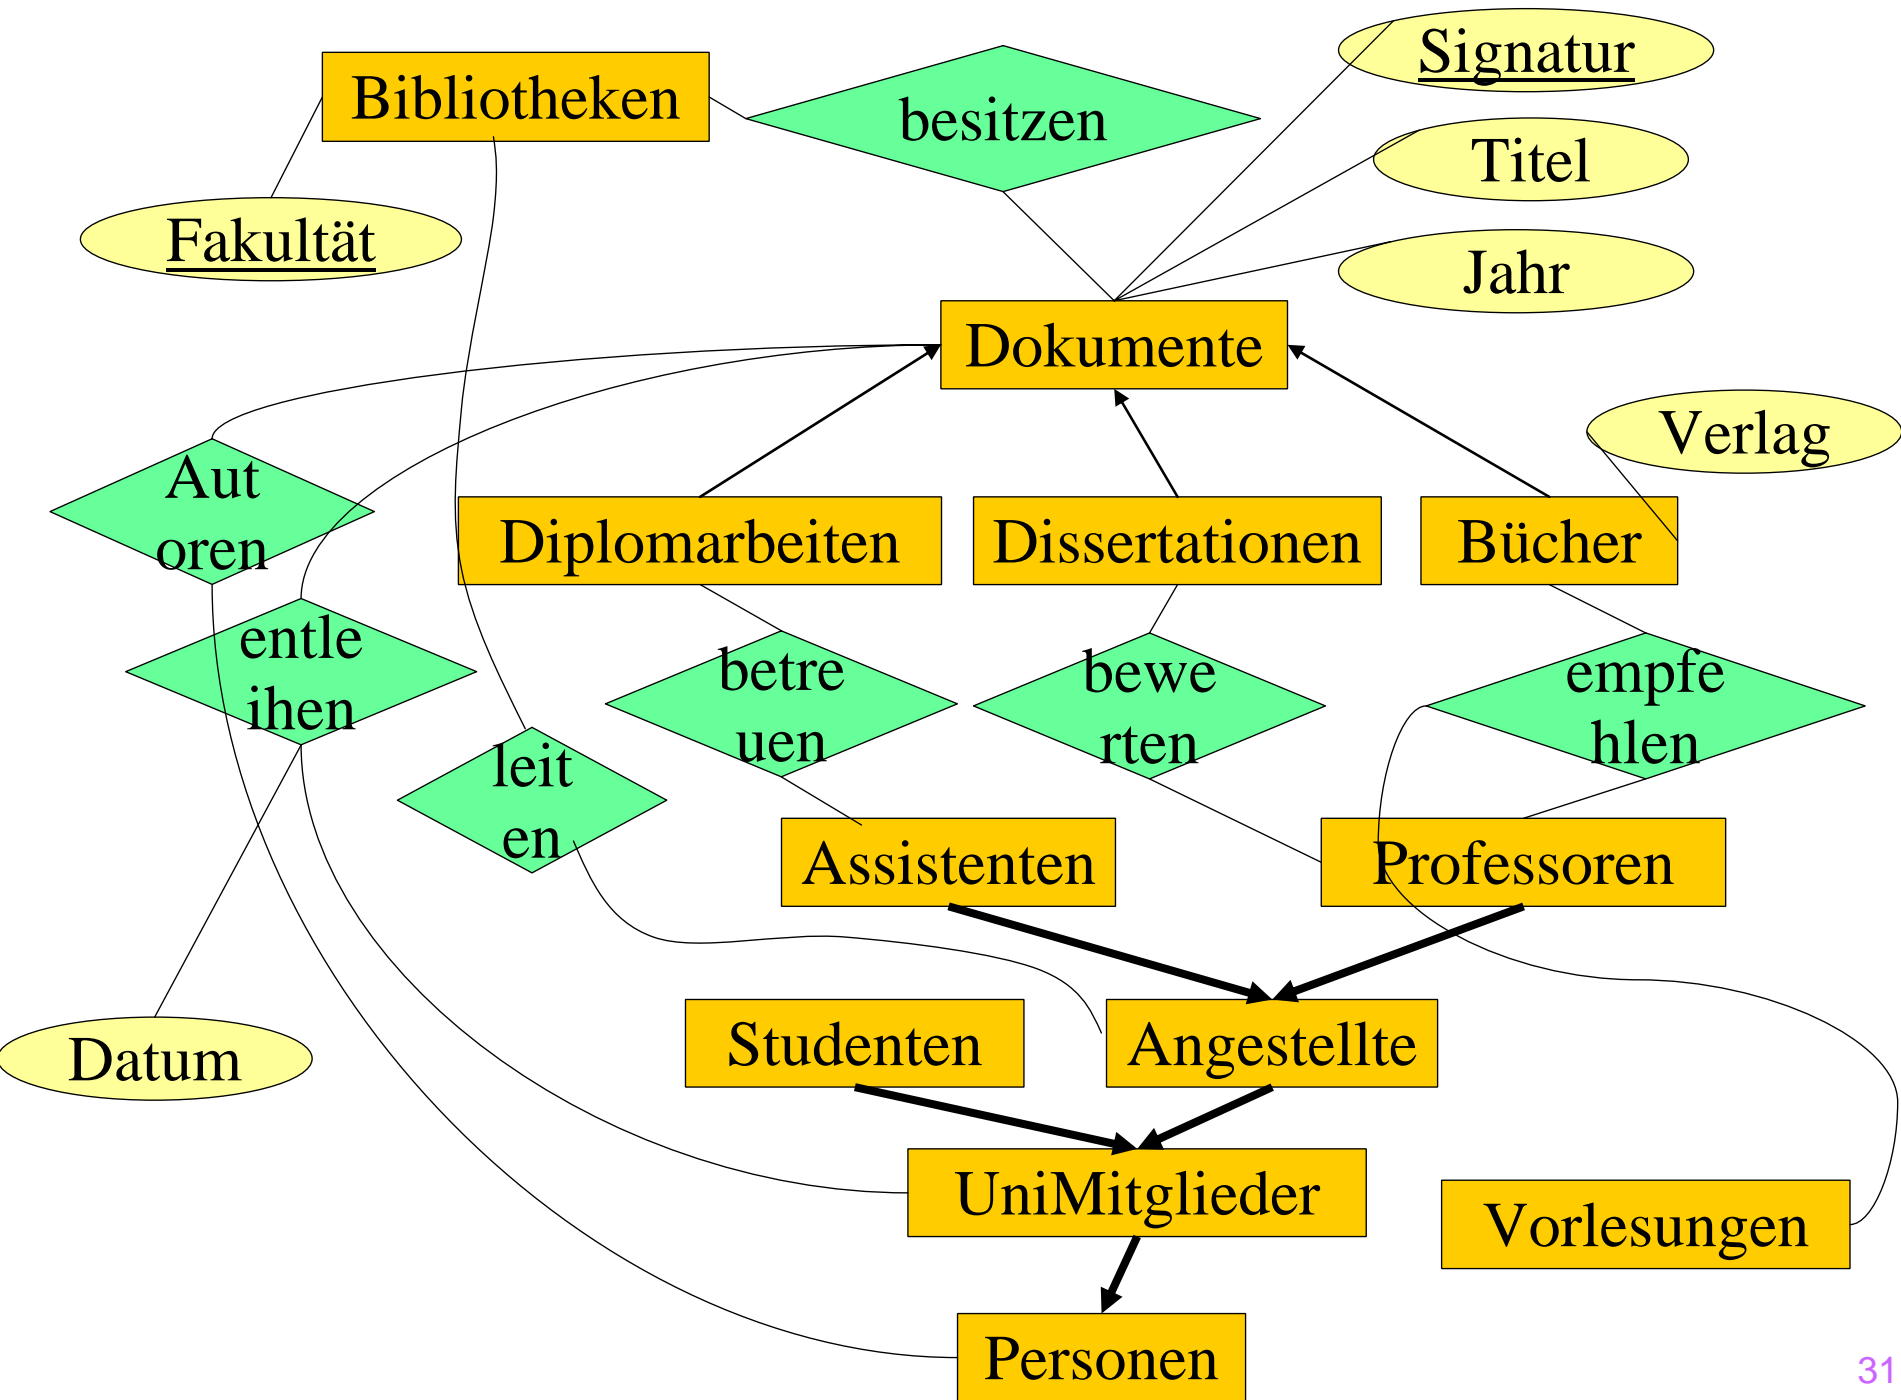 Signatur
Bibliotheken
besitzen
Titel
Fakultät
Jahr
Dokumente
Verlag
Aut
oren
Diplomarbeiten
Dissertationen
Bücher
entle
ihen
betre
uen
bewe
rten
empfe
hlen
leit
en
Assistenten
Professoren
Studenten
Angestellte
Datum
UniMitglieder
Vorlesungen
Personen
31